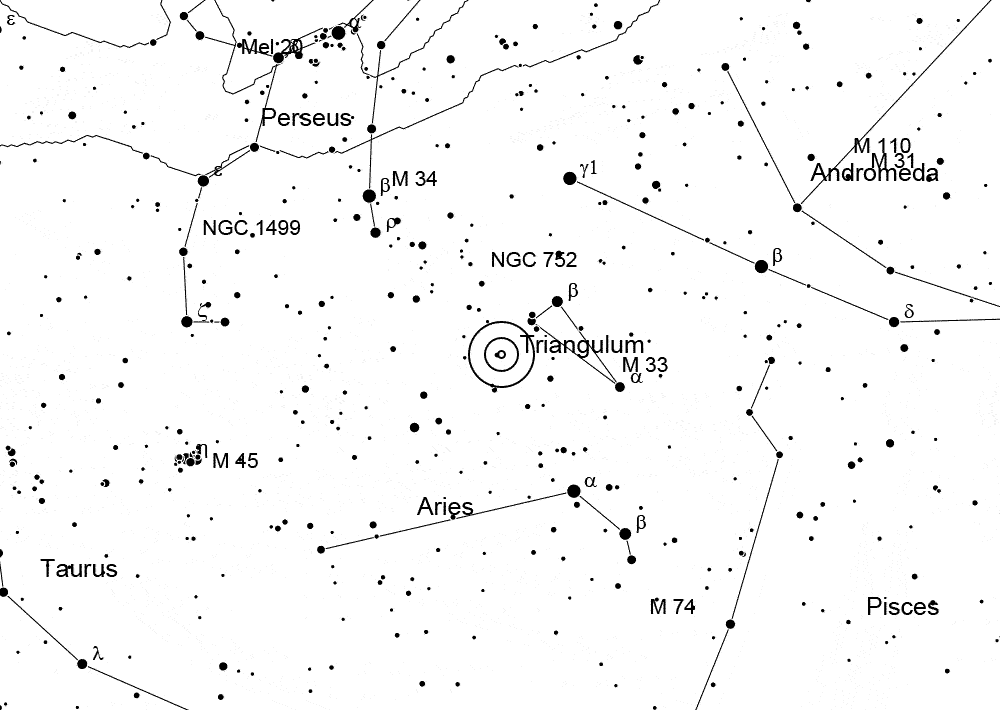 ε
α
Mel 20
Perseus
M 110
M 31
Andromeda
ε
γ1
β
M 34
ρ
NGC 1499
NGC 752
β
β
ζ
δ
Triangulum
M 33
α
η
M 45
α
Aries
β
Taurus
M 74
Pisces
λ